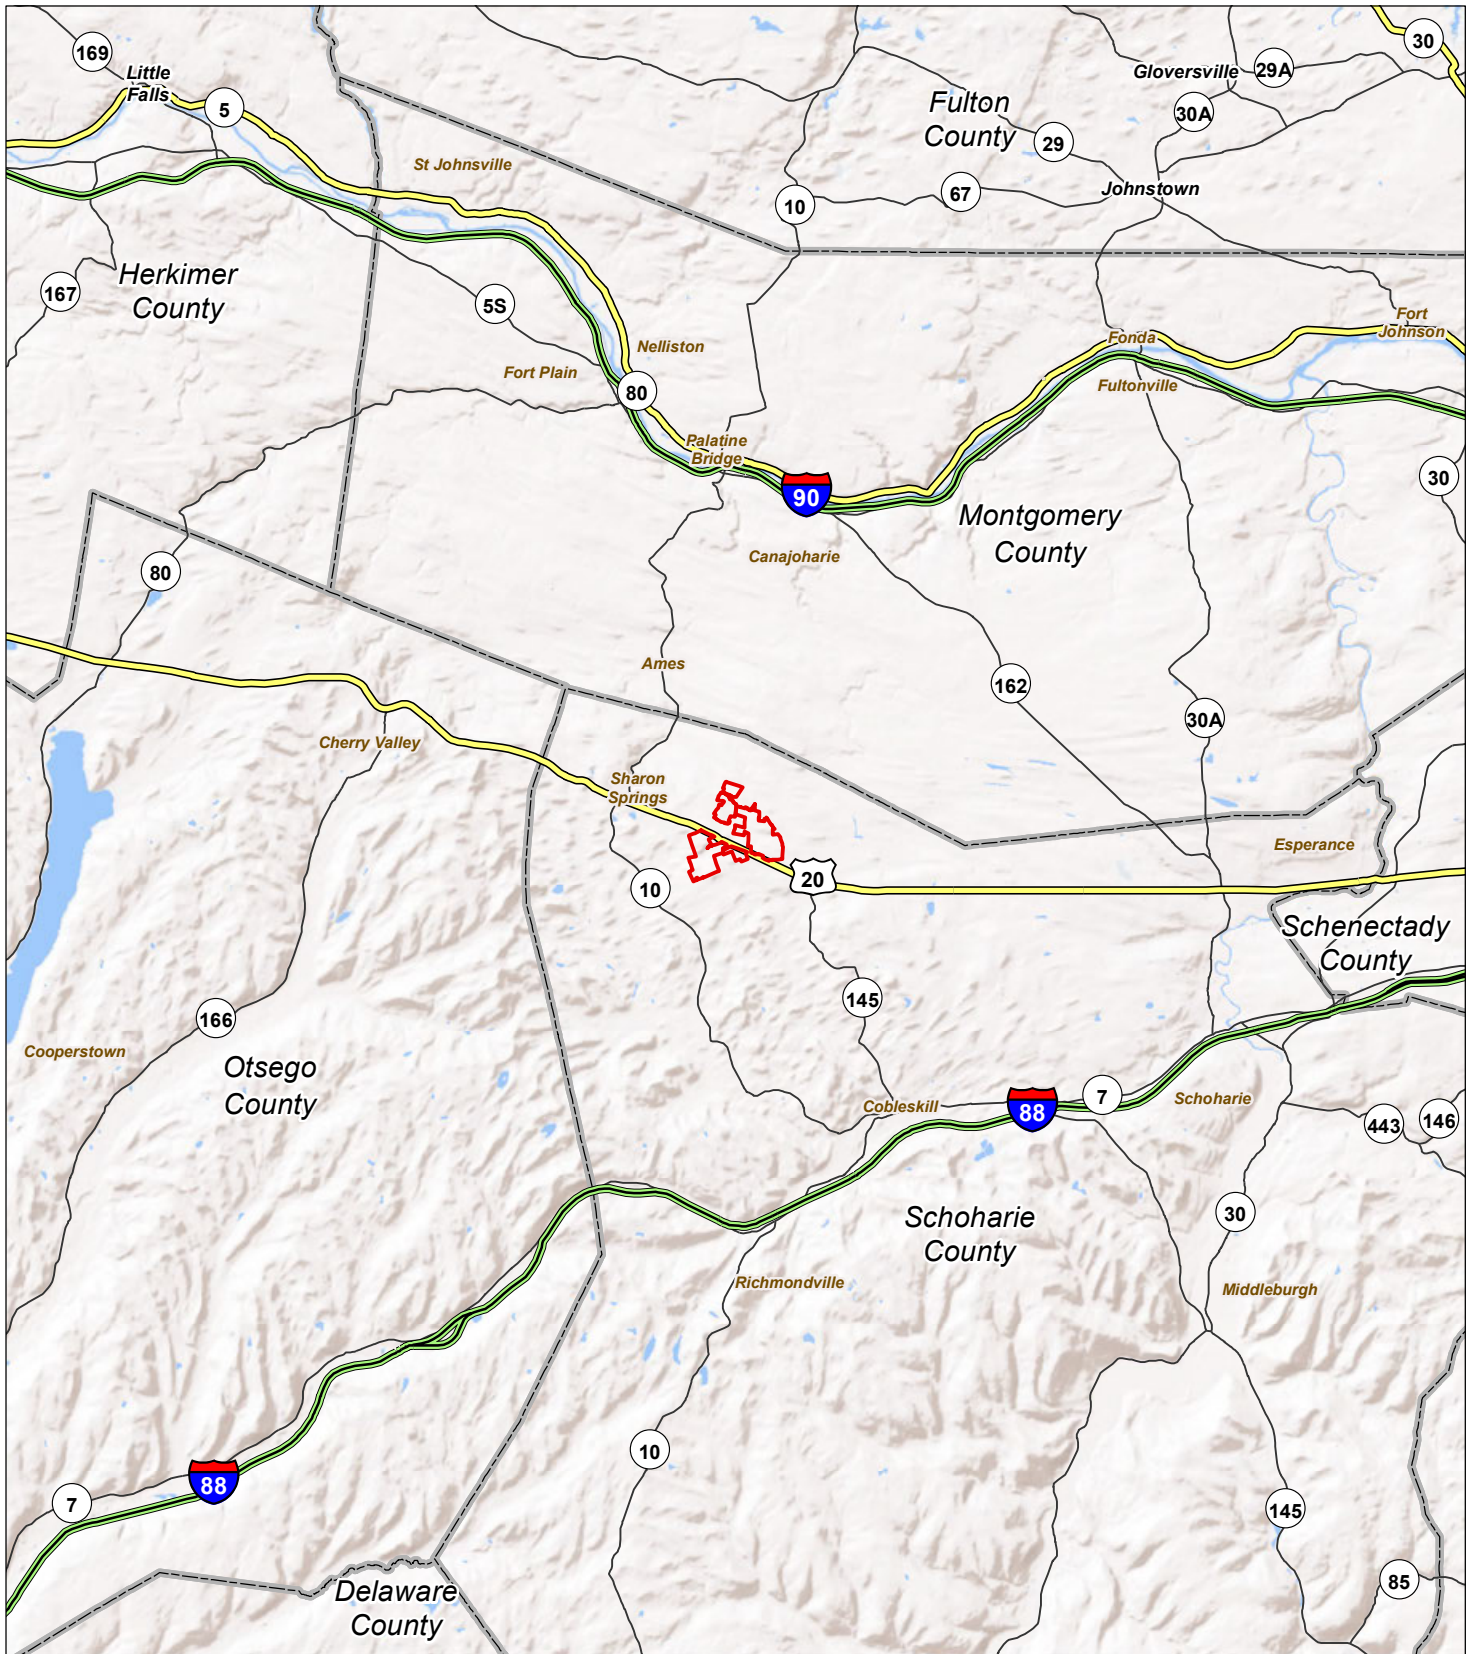 169
Little
Falls
5
30
Gloversville
29A
30A
Fulton
County
29
St Johnsville
Johnstown
67
10
Herkimer
County
167
5S
Fort
Johnson
Fonda
Nelliston
Fort Plain
Fultonville
80
Palatine
Bridge
90
30
Montgomery
County
Canajoharie
80
Ames
162
30A
Cherry Valley
Sharon
Springs
Esperance
20
10
Schenectady
County
145
166
Cooperstown
Otsego
County
Cobleskill
88
7
Schoharie
443
146
Schoharie
County
30
Richmondville
Middleburgh
10
88
7
145
85
Delaware
County